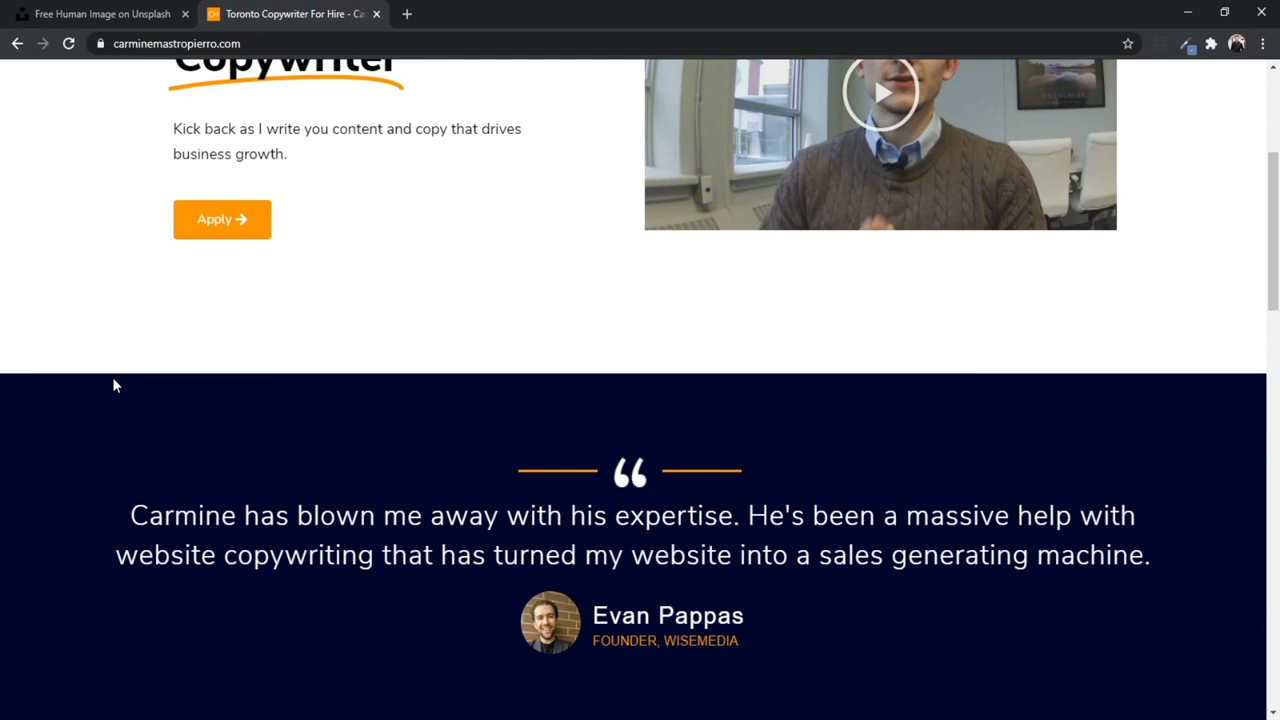 Free Human Image on Unsplash
Toronto Copywriter For Hire - Ca
carminemastropierro.com
Copywriter
Kick back as I write you content and copy that drives
business growth.
Apply
“
Carmine has blown me away with his expertise. He's been a massive help with
website copywriting that has turned my website into a sales generating machine.
Evan Pappas
FOUNDER, WISEMEDIA